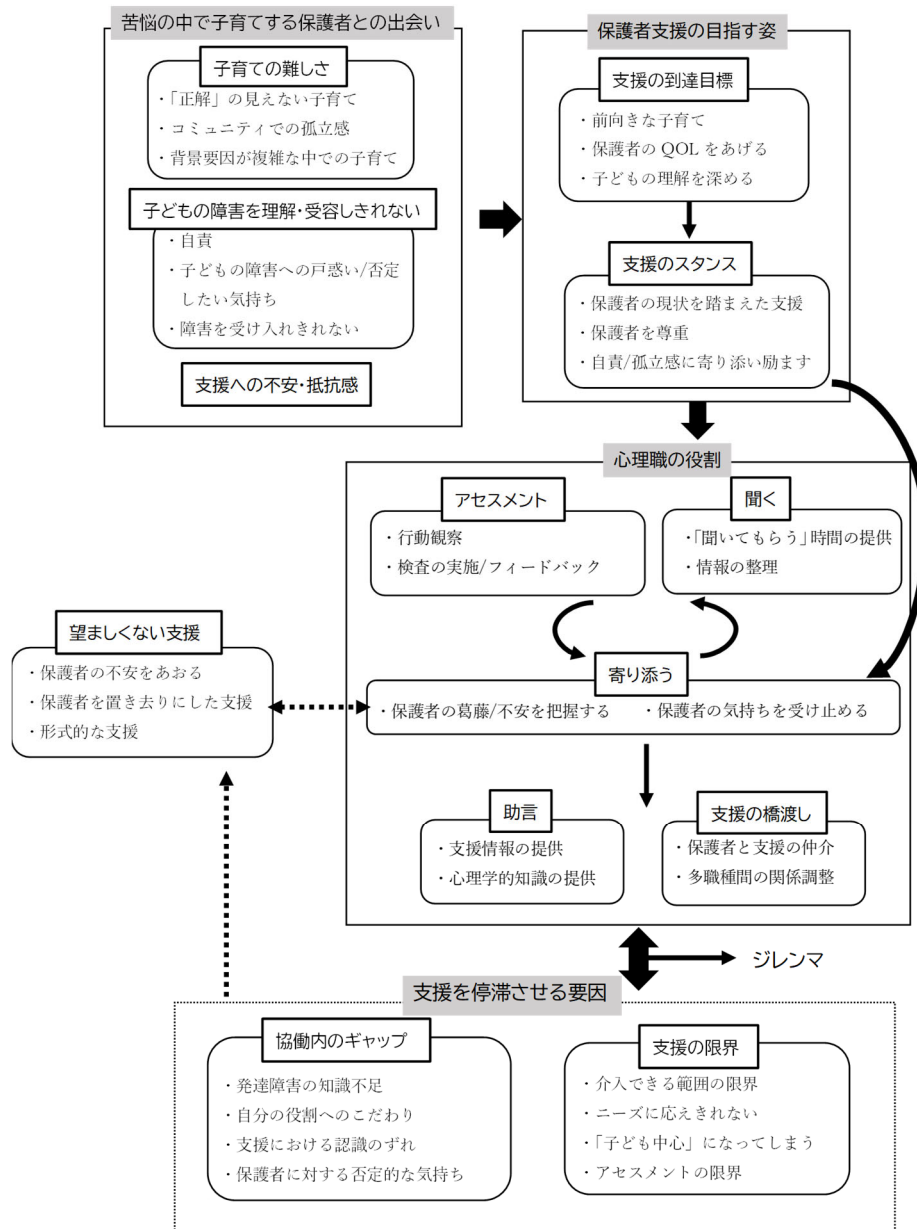 苦悩の中で子育てする保護者との出会い
子育ての難しさ
・「正解」の見えない子育て
・コミュニティでの孤立感
・背景要因が複雑な中での子育て
子どもの障害を理解・受容しきれない
・自責
・子どもの障害への戸惑い/否定
したい気持ち
・障害を受け入れきれない
支援への不安・抵抗感
保護者支援の目指す姿
支援の到達目標
・前向きな子育て
・保護者の QOL をあげる
・子どもの理解を深める
支援のスタンス
・保護者の現状を踏まえた支援
・保護者を尊重
・自責/孤立感に寄り添い励ます
心理職の役割
アセスメント
・行動観察
・検査の実施/フィードバック
聞く
・「聞いてもらう」時間の提供
・情報の整理
寄り添う
・保護者の葛藤/不安を把握する ・保護者の気持ちを受け止める
望ましくない支援
・保護者の不安をあおる
・保護者を置き去りにした支援
・形式的な支援
助言
・支援情報の提供
・心理学的知識の提供
支援の橋渡し
・保護者と支援の仲介
・多職種間の関係調整
ジレンマ
支援を停滞させる要因
協働内のギャップ
・発達障害の知識不足
・自分の役割へのこだわり
・支援における認識のずれ
・保護者に対する否定的な気持ち
支援の限界
・介入できる範囲の限界
・ニーズに応えきれない
・「子ども中心」になってしまう
・アセスメントの限界